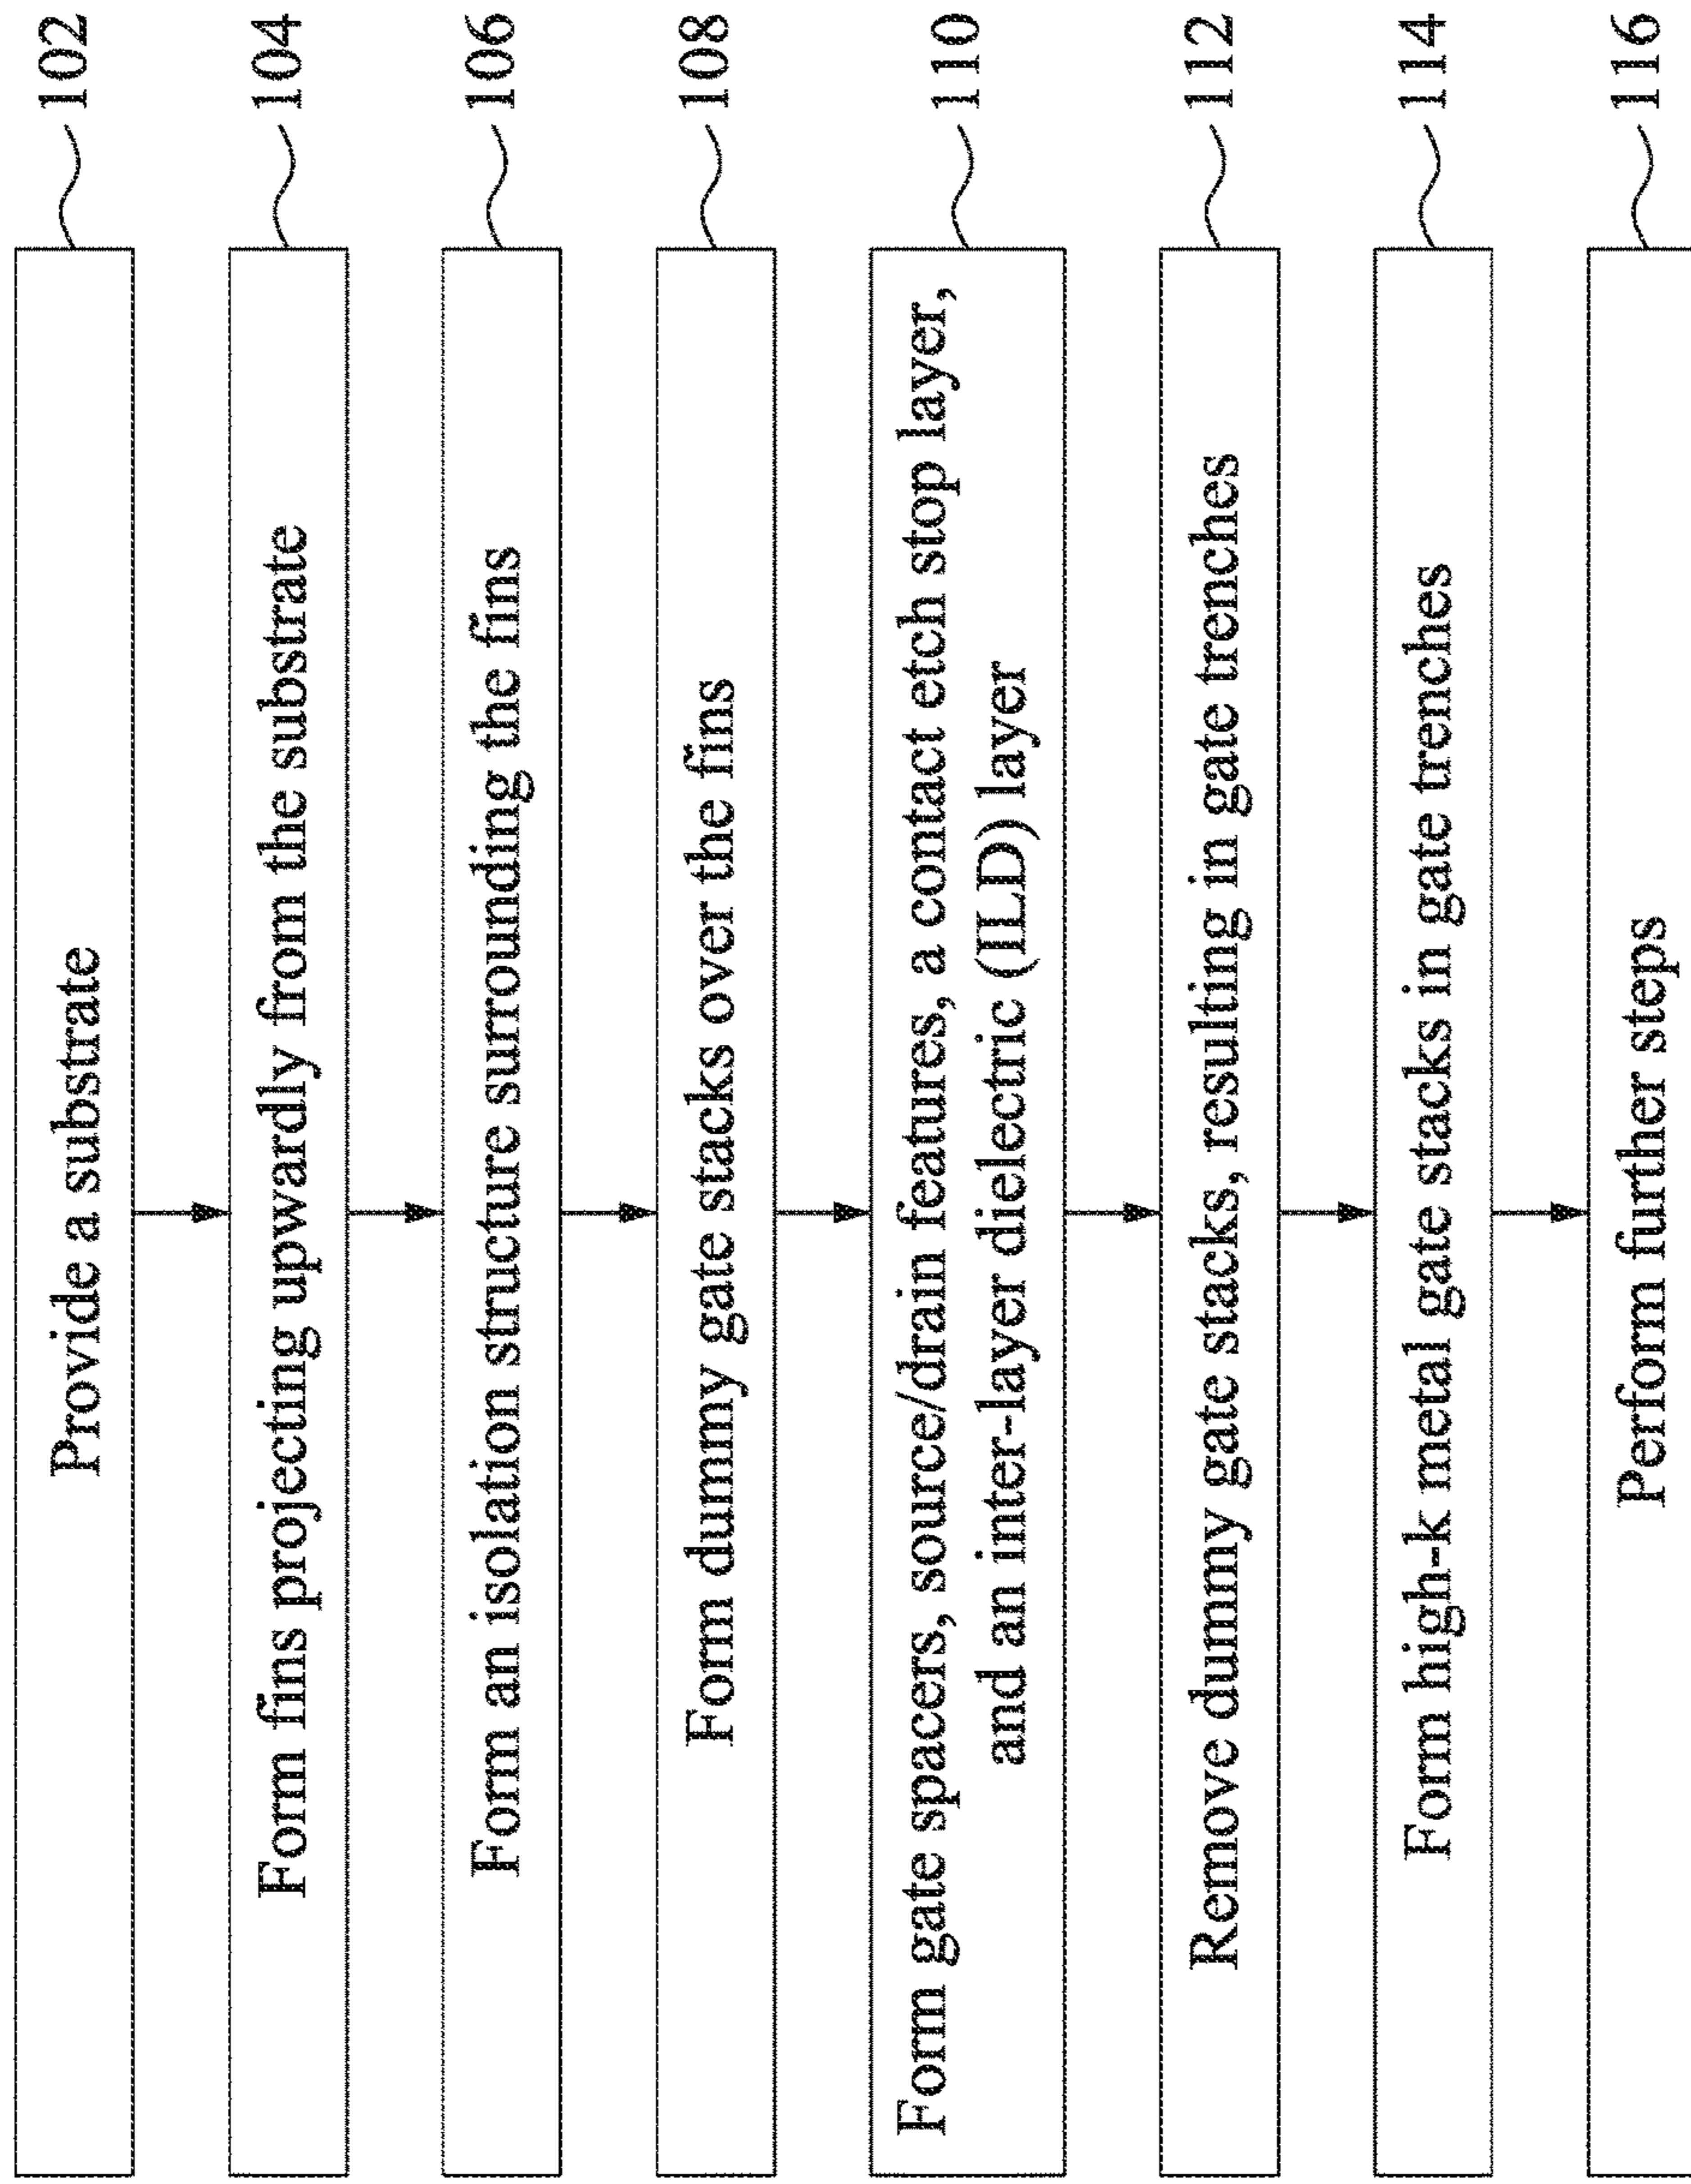 Provide a substrate
102
Form fins projecting upwardly from the substrate
104
Form an isolation structure surrounding the fins
106
Form dummy gate stacks over the fins
108
Form gate spacers, source/drain features, a contact etch stop layer,
and an inter-layer dielectric (ILD) layer
110
Remove dummy gate stacks, resulting in gate trenches
112
Form high-k metal gate stacks in gate trenches
114
Perform further steps
116